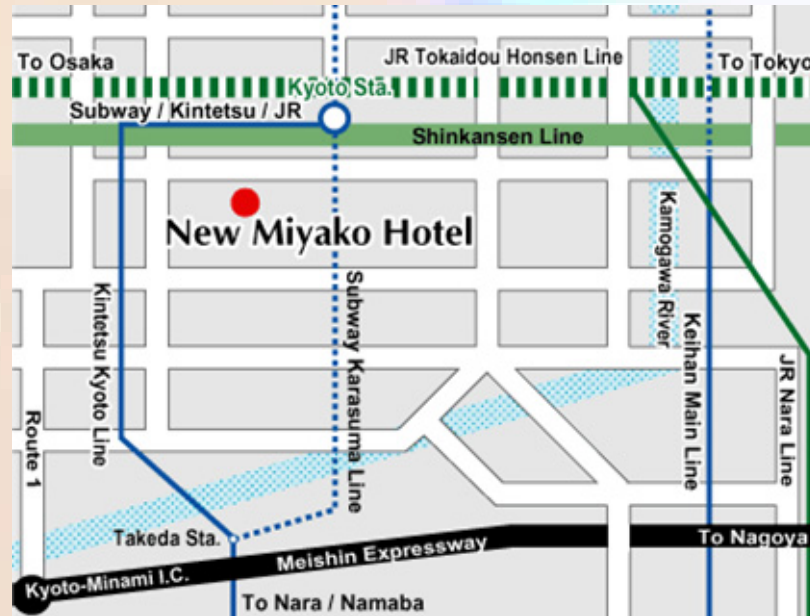 To Osaka
JR Tokaidou Honsen Line
To Tokyo
Kyoto Sta.
Subway / Kintetsu / JR
Shinkansen Line
New Miyako Hotel
Kamogawa River
Kintetsu Kyoto Line
Subway Karasuma Line
Keihan Main Line
JR Nara Line
Route 1
Takeda Sta.
Meishin Expressway
To Nagoya
Kyoto-Minami I.C.
To Nara / Namaba